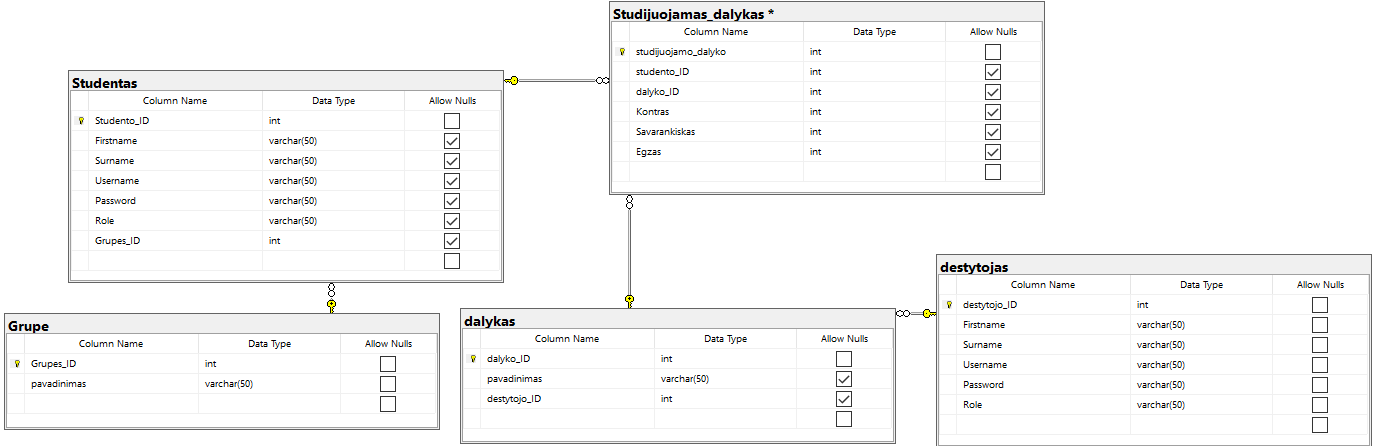 Studijuojamas_dalykas *
Column Name Data Type Allow Nulls
studijuojamo_dalyko int
studento_ID int
dalyko_ID int
Kontras int
Savarankiskas int
Egzas int
Studentas
Column Name Data Type Allow Nulls
Studento_ID int
Firstname varchar(50)
Surname varchar(50)
Username varchar(50)
Password varchar(50)
Role varchar(50)
Grupes_ID int
Grupe
Column Name Data Type Allow Nulls
Grupes_ID int
pavadinimas varchar(50)
dalykas
Column Name Data Type Allow Nulls
dalyko_ID int
pavadinimas varchar(50)
destytojo_ID int
destytojas
Column Name Data Type Allow Nulls
destytojo_ID int
Firstname varchar(50)
Surname varchar(50)
Username varchar(50)
Password varchar(50)
Role varchar(50)